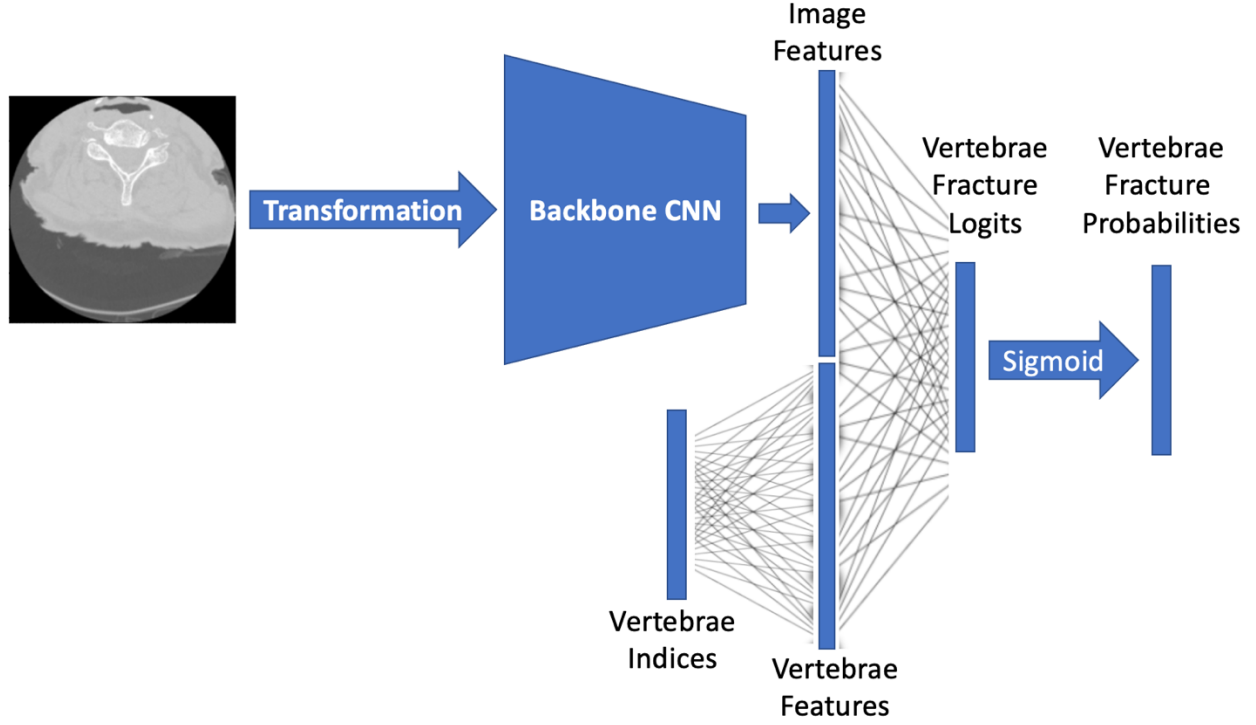 Image
Features
Transformation
Backbone CNN
Vertebrae
Fracture
Logits
Vertebrae
Fracture
Probabilities
Sigmoid
Vertebrae
Indices
Vertebrae
Features